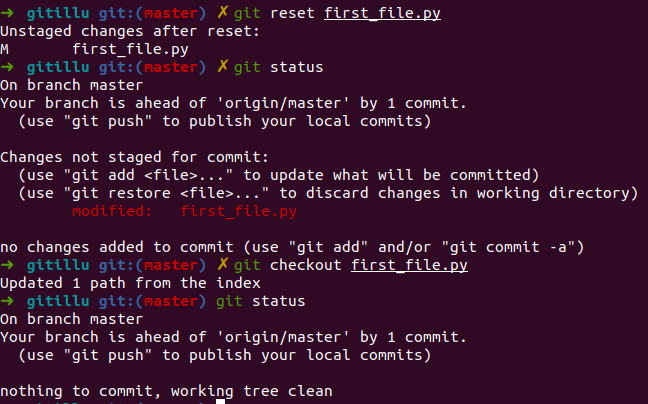 ➜ gitillu git:(master) ✗ git reset first_file.py
Unstaged changes after reset:
M       first_file.py
➜ gitillu git:(master) ✗ git status
On branch master
Your branch is ahead of 'origin/master' by 1 commit.
  (use "git push" to publish your local commits)

Changes not staged for commit:
  (use "git add <file>..." to update what will be committed)
  (use "git restore <file>..." to discard changes in working directory)
        modified:   first_file.py

no changes added to commit (use "git add" and/or "git commit -a")
➜ gitillu git:(master) ✗ git checkout first_file.py
Updated 1 path from the index
➜ gitillu git:(master) git status
On branch master
Your branch is ahead of 'origin/master' by 1 commit.
  (use "git push" to publish your local commits)

nothing to commit, working tree clean